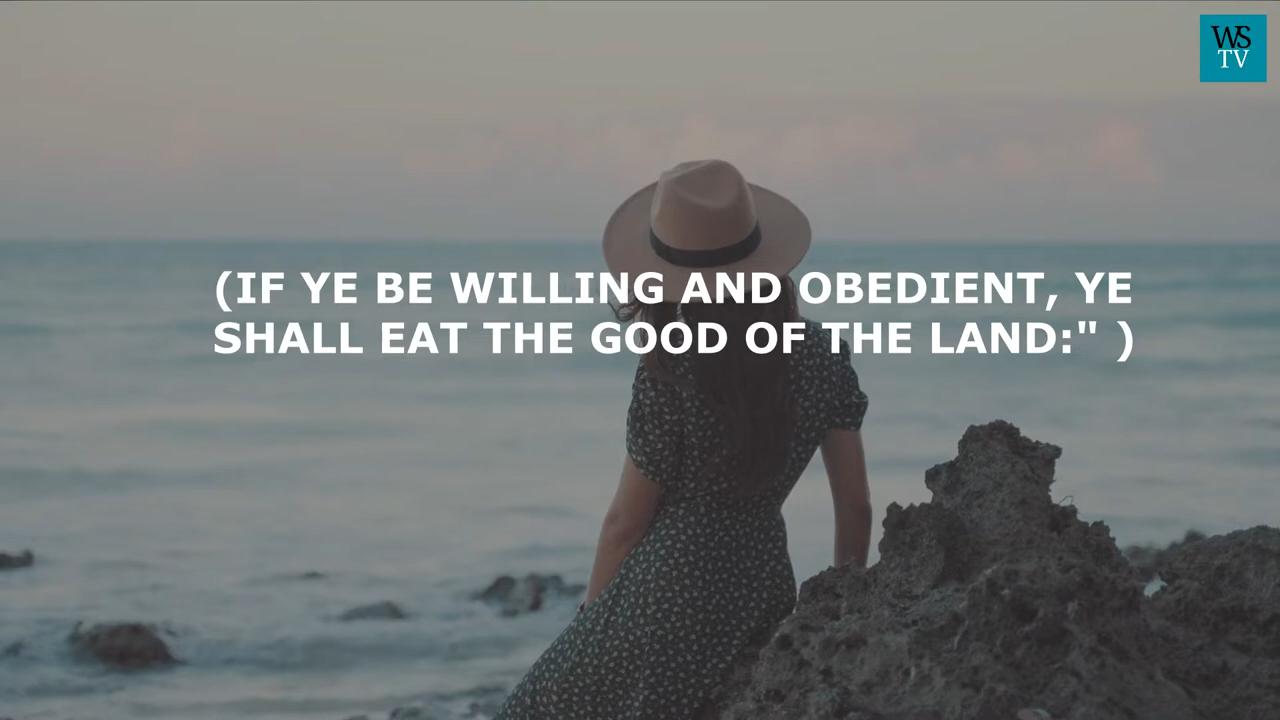 WS
TV
(IF YE BE WILLING AND OBEDIENT, YE
SHALL EAT THE GOOD OF THE LAND:" )